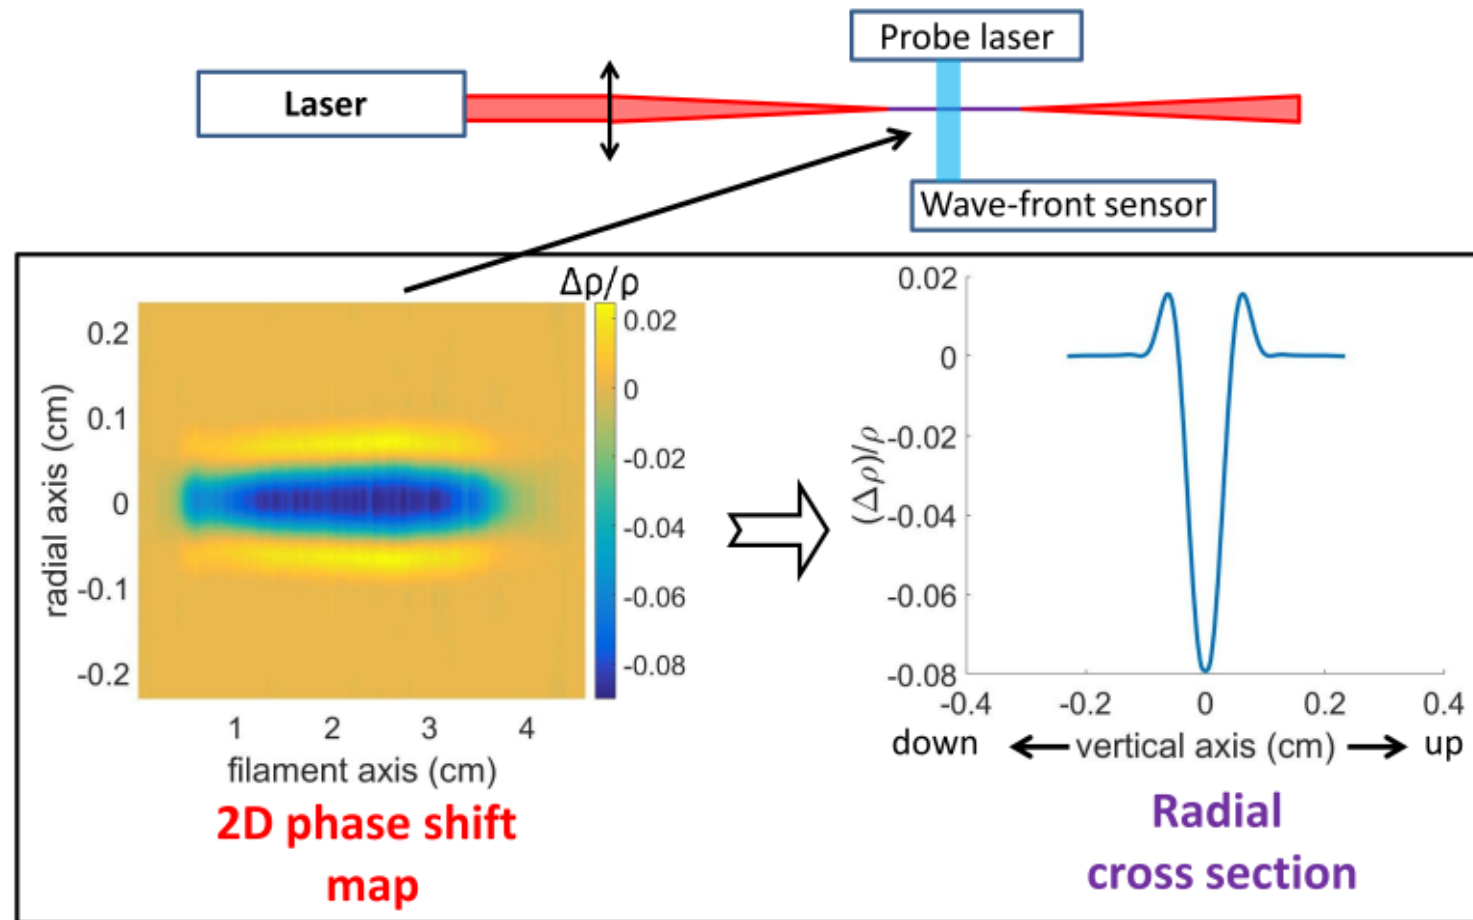 Probe laser
Laser
Wave-front sensor
Δρ/ρ
0.2
0.1
0
-0.1
-0.2
radial axis (cm)
1 2 3 4
filament axis (cm)
0.02
0
-0.02
-0.04
-0.06
-0.08
2D phase shift
map
0.02
0
-0.02
-0.04
-0.06
-0.08
(Δρ)/ρ
-0.4 -0.2 0 0.2 0.4
down vertical axis (cm) up
Radial
cross section